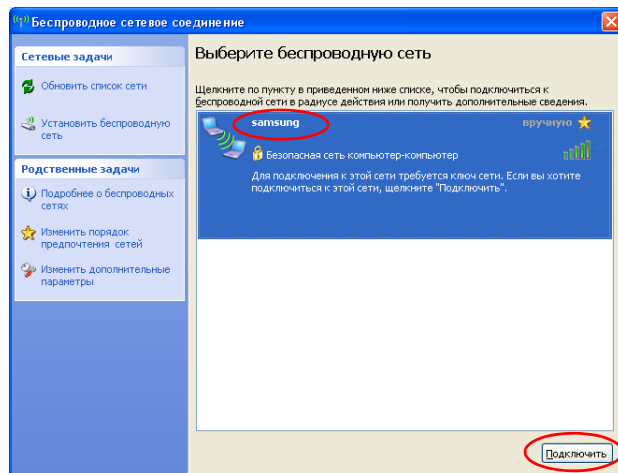 Беспроводное сетевое соединение
Сетевые задачи
Обновить список сети
Установить беспроводную
сеть
Родственные задачи
Подробнее о беспроводных
сетях
Изменить порядок
предпочтения сетей
Изменить дополнительные
параметры
Выберите беспроводную сеть
Щелкните по пункту в приведенном ниже списке, чтобы подключиться к
беспроводной сети в радиусе действия или получить дополнительные сведения.
samsung вручную
Безопасная сеть компьютер-компьютер
Для подключения к этой сети требуется ключ сети. Если вы хотите
подключиться к этой сети, щелкните "Подключить".
Подключить